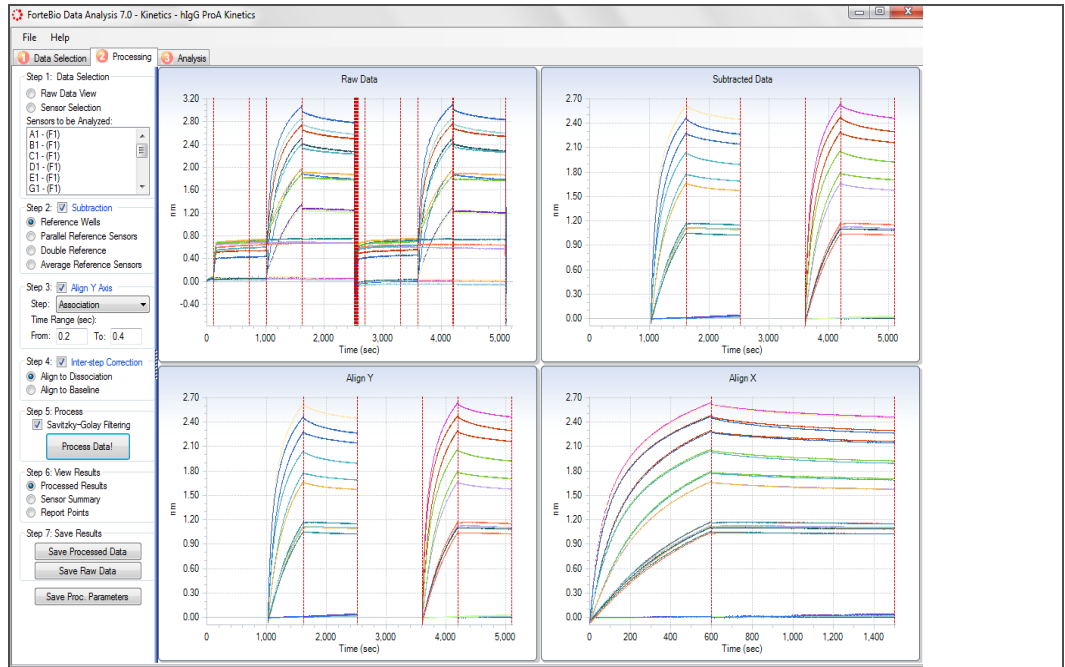 ForteBio Data Analysis 7.0 - Kinetics - hIgG ProA Kinetics
File Help
1 Data Selection 2 Processing 3 Analysis
Step 1: Data Selection
Raw Data View
Sensor Selection
Sensors to be Analyzed:
A1 - (F1)
B1 - (F1)
C1 - (F1)
D1 - (F1)
E1 - (F1)
G1 - (F1)
Step 2: Subtraction
Reference Wells
Parallel Reference Sensors
Double Reference
Average Reference Sensors
Step 3: Align Y Axis
Step: Association
Time Range (sec):
From: 0.2 To: 0.4
Step 4: Inter-step Correction
Align to Dissociation
Align to Baseline
Step 5: Process
Savitzky-Golay Filtering
Process Data!
Step 6: View Results
Processed Results
Sensor Summary
Report Points
Step 7: Save Results
Save Processed Data
Save Raw Data
Save Proc. Parameters
Raw Data
3.20
2.80
2.40
2.00
1.60
1.20
0.80
0.40
0.00
-0.40
nm
0 1,000 2,000 3,000 4,000 5,000
Time (sec)
Subtracted Data
2.70
2.40
2.10
1.80
1.50
1.20
0.90
0.60
0.30
0.00
nm
0 1,000 2,000 3,000 4,000 5,000
Time (sec)
Align Y
2.70
2.40
2.10
1.80
1.50
1.20
0.90
0.60
0.30
0.00
nm
0 1,000 2,000 3,000 4,000 5,000
Time (sec)
Align X
2.70
2.40
2.10
1.80
1.50
1.20
0.90
0.60
0.30
0.00
nm
0 200 400 600 800 1,000 1,200 1,400
Time (sec)